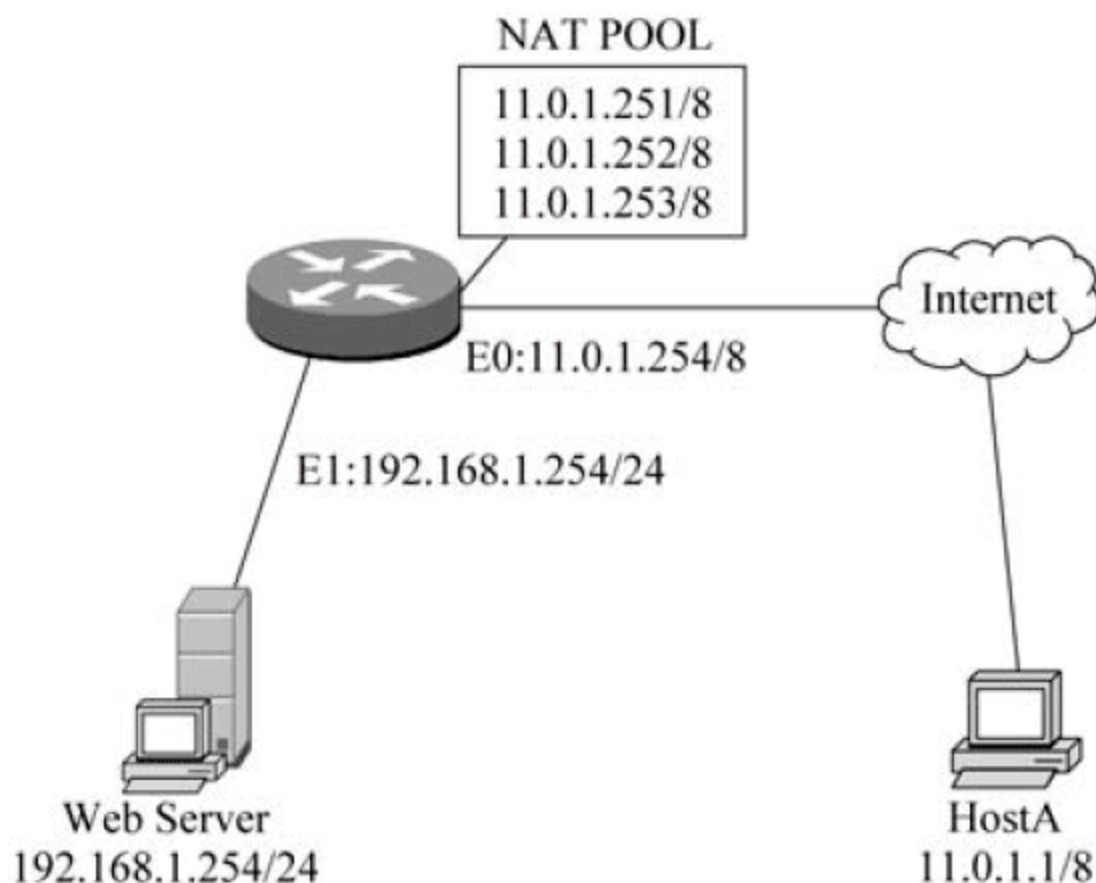 NAT POOL
11.0.1.251/8
11.0.1.252/8
11.0.1.253/8
Internet
E0:11.0.1.254/8
E1:192.168.1.254/24
Web Server
192.168.1.254/24
HostA
11.0.1.1/8